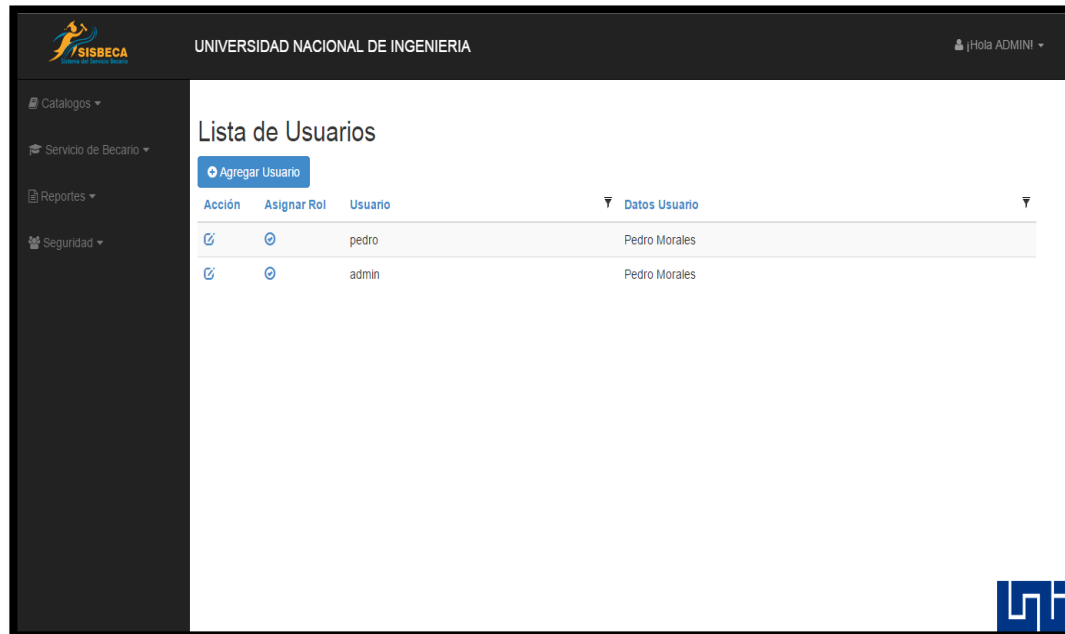 SISBECA
Sistema del Servicio Becario
UNIVERSIDAD NACIONAL DE INGENIERIA
¡Hola ADMIN!
Catalogos
Servicio de Becario
Reportes
Seguridad
Lista de Usuarios
Agregar Usuario
Acción Asignar Rol Usuario Datos Usuario
pedro Pedro Morales
admin Pedro Morales
uni